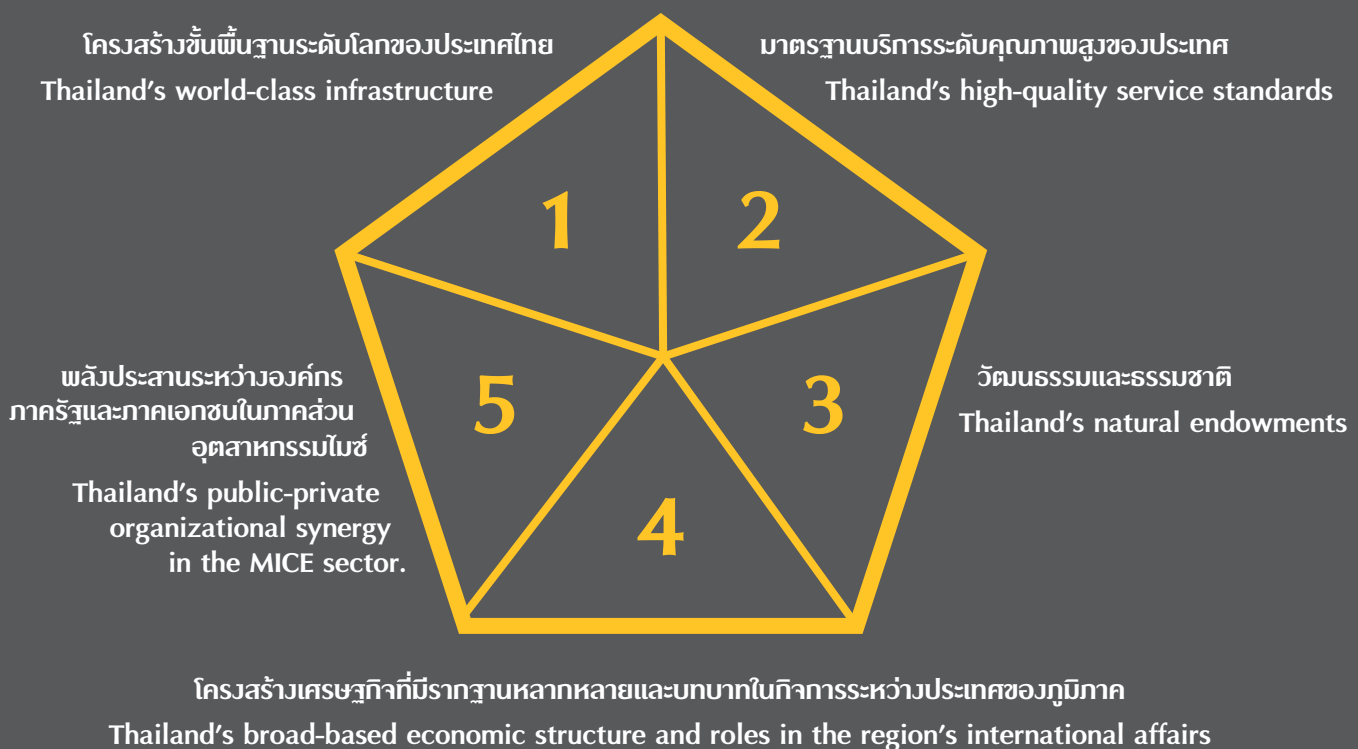 โครงสร้างขั้นพื้นฐานระดับโลกของประเทศไทย
Thailand's world-class infrastructure
มาตรฐานบริการระดับคุณภาพสูงของประเทศ
Thailand's high-quality service standards
1
2
พลังประสานระหว่างองค์กร
ภาครัฐและภาคเอกชนในภาคส่วน
อุตสาหกรรมไมซ์
Thailand's public-private
organizational synergy
in the MICE sector.
5
3
วัฒนธรรมและธรรมชาติ
Thailand's natural endowments
4
โครงสร้างเศรษฐกิจที่มีรากฐานหลากหลายและบทบาทในกิจการระหว่างประเทศของภูมิภาค
Thailand's broad-based economic structure and roles in the region's international affairs